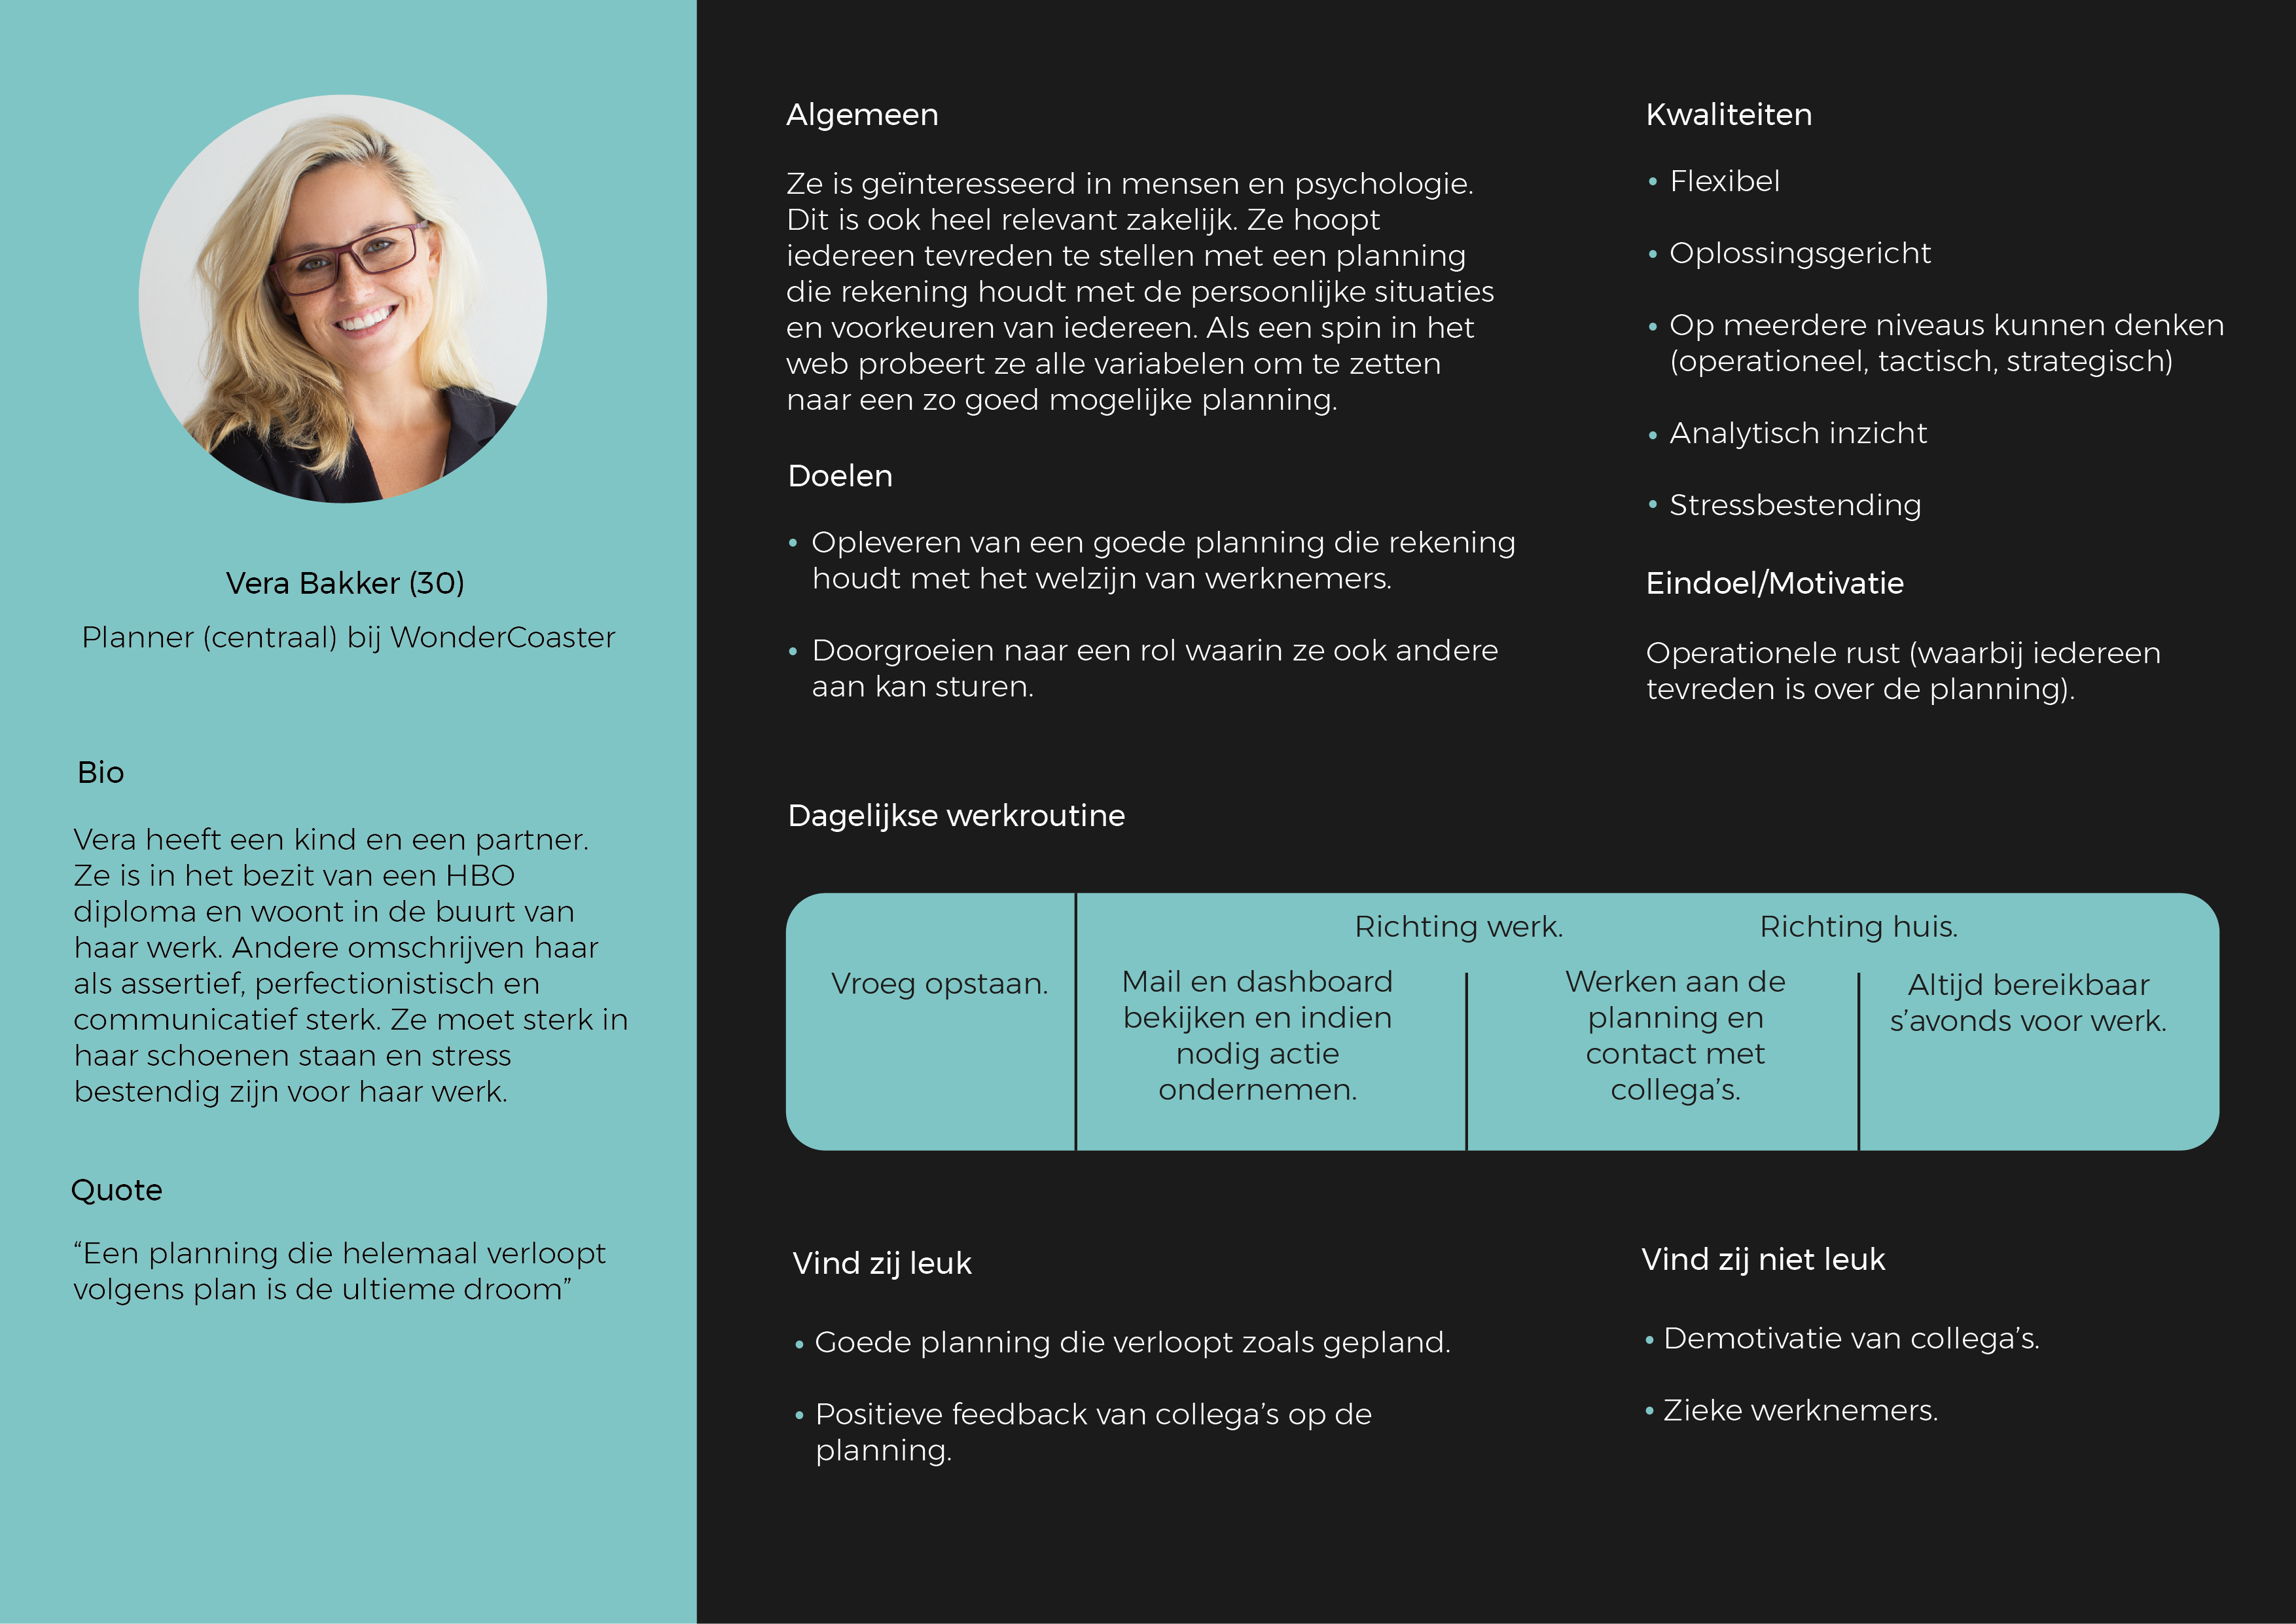 Vera Bakker (30)
Planner (centraal) bij WonderCoaster
Bio
Vera heeft een kind en een partner.
Ze is in het bezit van een HBO
diploma en woont in de buurt van
haar werk. Andere omschrijven haar
als assertief, perfectionistisch en
communicatief sterk. Ze moet sterk in
haar schoenen staan en stress
bestendig zijn voor haar werk.
Quote
“Een planning die helemaal verloopt
volgens plan is de ultieme droom”
Algemeen
Ze is geïnteresseerd in mensen en psychologie.
Dit is ook heel relevant zakelijk. Ze hoopt
iedereen tevreden te stellen met een planning
die rekening houdt met de persoonlijke situaties
en voorkeuren van iedereen. Als een spin in het
web probeert ze alle variabelen om te zetten
naar een zo goed mogelijke planning.
Doelen
• Opleveren van een goede planning die rekening
houdt met het welzijn van werknemers.
• Doorgroeien naar een rol waarin ze ook andere
aan kan sturen.
Kwaliteiten
• Flexibel
• Oplossingsgericht
• Op meerdere niveaus kunnen denken
(operationeel, tactisch, strategisch)
• Analytisch inzicht
• Stressbestending
Eindoel/Motivatie
Operationele rust (waarbij iedereen
tevreden is over de planning).
Dagelijkse werkroutine
Vroeg opstaan.
Richting werk.
Mail en dashboard
bekijken en indien
nodig actie
ondernemen.
Richting huis.
Werken aan de
planning en
contact met
collega’s.
Altijd bereikbaar
s’avonds voor werk.
Vind zij leuk
• Goede planning die verloopt zoals gepland.
• Positieve feedback van collega’s op de
planning.
Vind zij niet leuk
• Demotivatie van collega’s.
• Zieke werknemers.